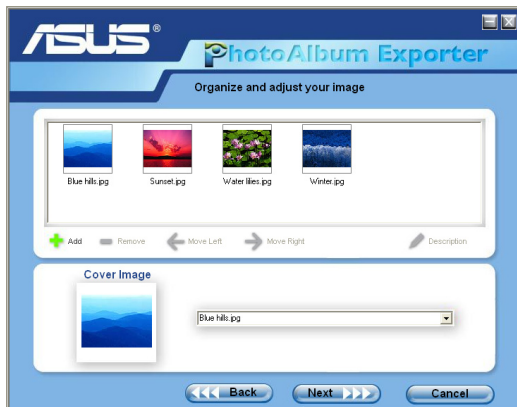 ASUS®
PhotoAlbum Exporter
Organize and adjust your image
Blue hills.jpg
Sunset.jpg
Water lilies.jpg
Winter.jpg
Add
Remove
Move Left
Move Right
Description
Cover Image
Blue hills.jpg
Back
Next
Cancel